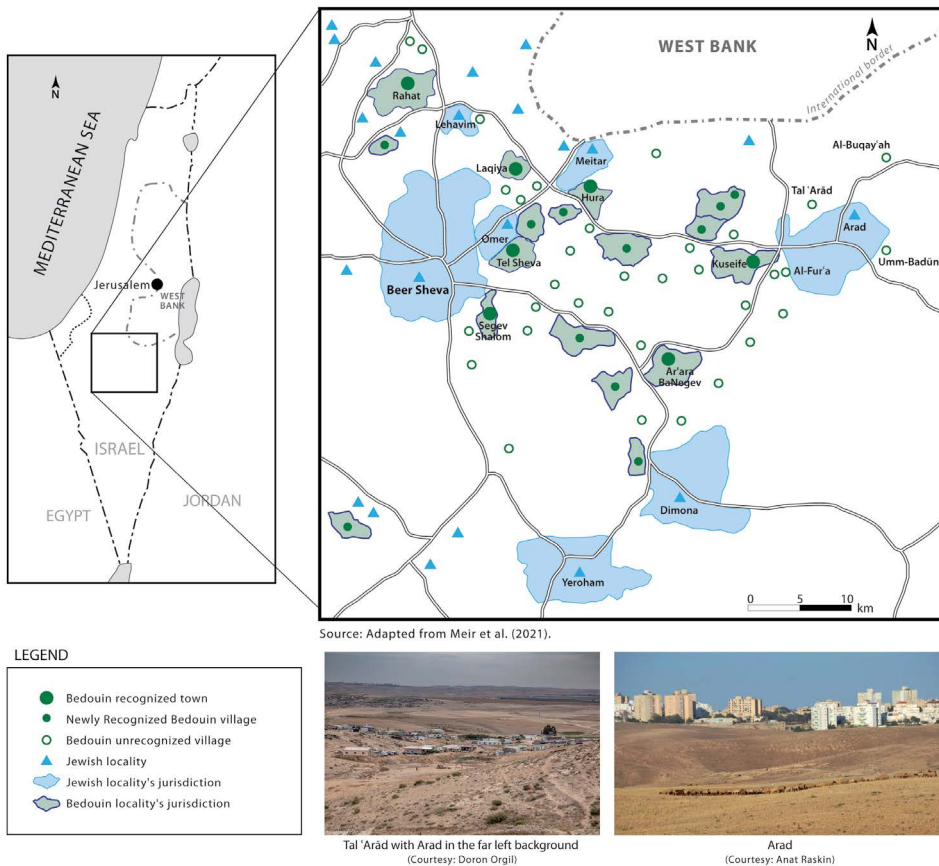 N
MEDITERRANEAN SEA
Jerusalem
WEST
BANK
ISRAEL
EGYPT
JORDAN
WEST BANK
N
International border
Rahat
Lehavim
Laqiya
Meitar
Hura
Al-Buqay'ah
Tal 'Arād
Arad
Omer
Tel Sheva
Kuseife
Al-Fur'a
Umm-Badūn
Beer Sheva
Segev
Shalom
Ar'ara
BaNegev
Dimona
Yeroham
0 5 10
km
Source: Adapted from Meir et al. (2021).
LEGEND
Bedouin recognized town
Newly Recognized Bedouin village
Bedouin unrecognized village
Jewish locality
Jewish locality's jurisdiction
Bedouin locality's jurisdiction
Tal 'Arād with Arad in the far left background
(Courtesy: Doron Orgil)
Arad
(Courtesy: Anat Raskin)